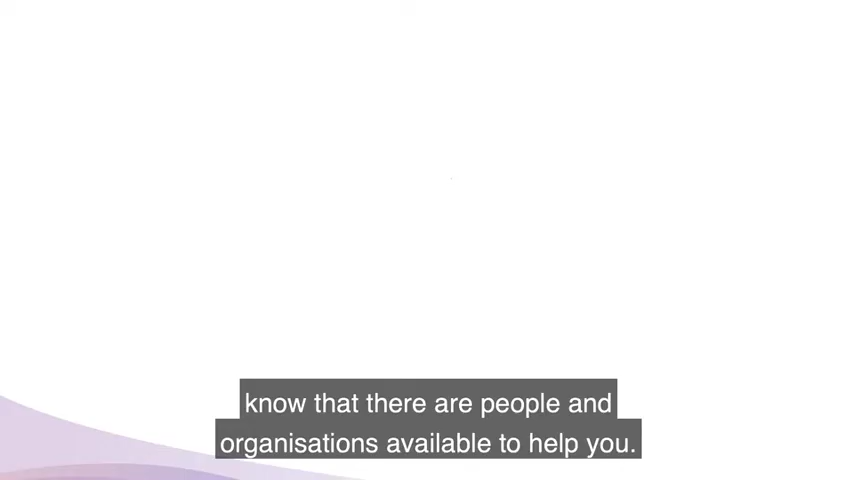 know that there are people and
organisations available to help you.